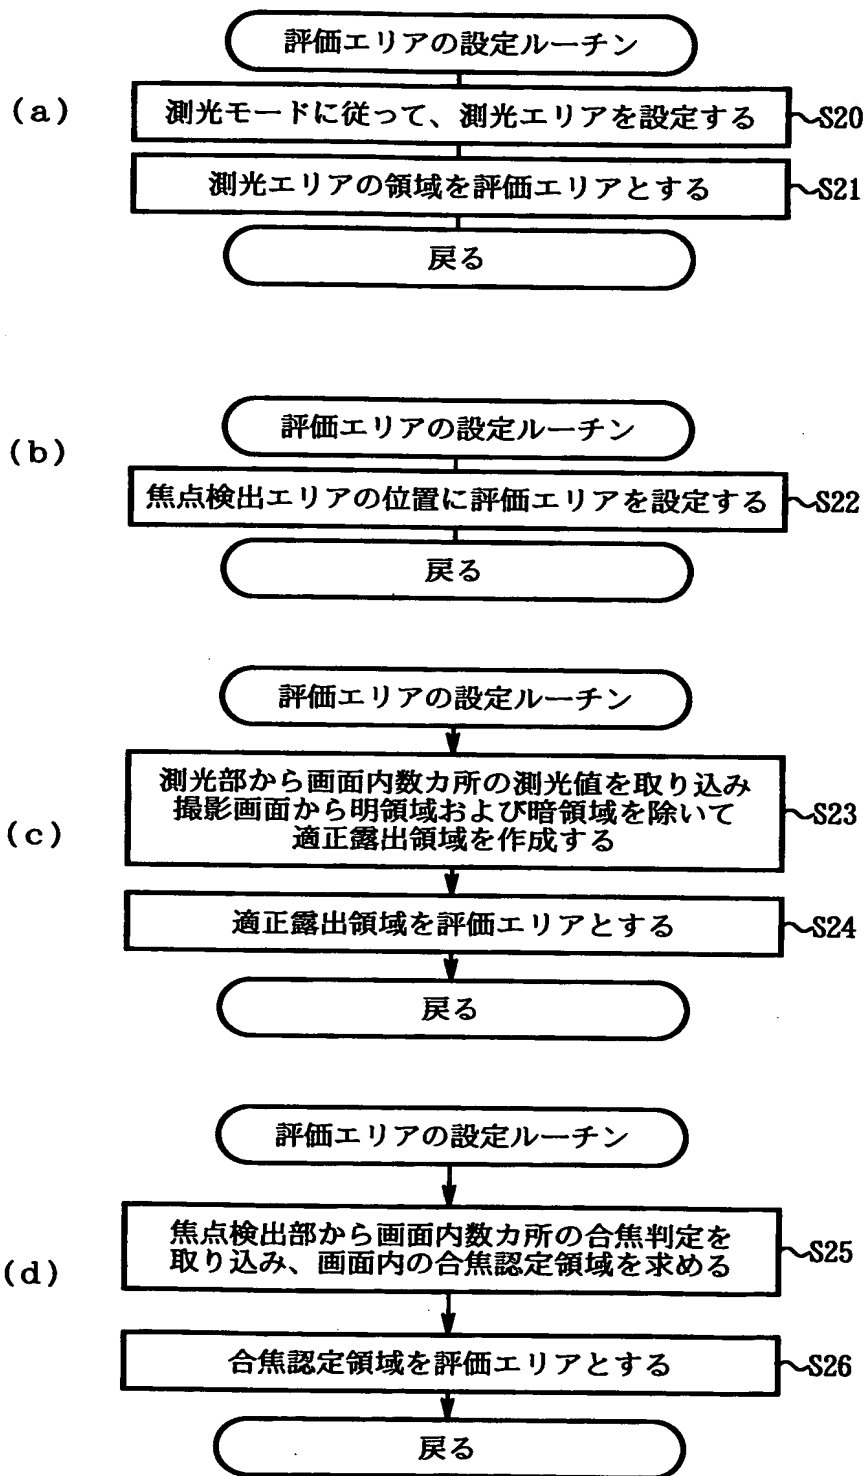 評価エリアの設定ルーチン
(a)
測光モードに従って、測光エリアを設定する
S20
測光エリアの領域を評価エリアとする
S21
戻る
評価エリアの設定ルーチン
(b)
焦点検出エリアの位置に評価エリアを設定する
S22
戻る
評価エリアの設定ルーチン
(c)
測光部から画面内数カ所の測光値を取り込み
撮影画面から明領域および暗領域を除いて
適正露出領域を作成する
S23
適正露出領域を評価エリアとする
S24
戻る
評価エリアの設定ルーチン
(d)
焦点検出部から画面内数カ所の合焦判定を
取り込み、画面内の合焦認定領域を求める
S25
合焦認定領域を評価エリアとする
S26
戻る